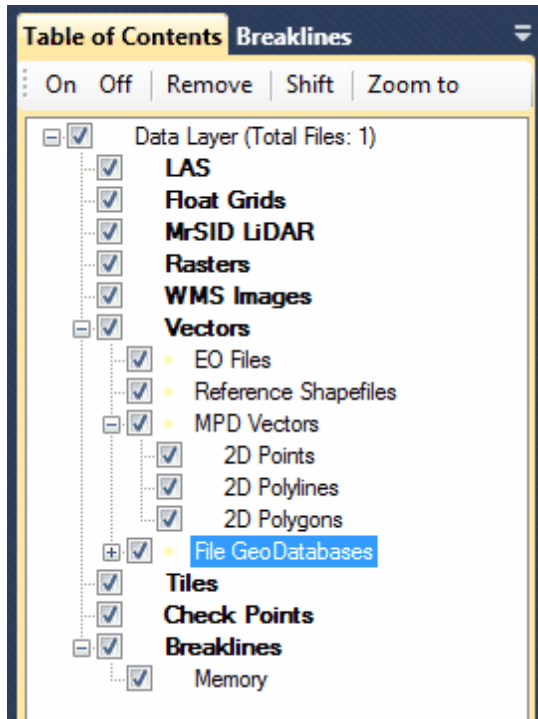 Table of Contents Breaklines
On Off Remove Shift Zoom to
Data Layer (Total Files: 1)
LAS
Float Grids
MrSID LiDAR
Rasters
WMS Images
Vectors
EO Files
Reference Shapefiles
MPD Vectors
2D Points
2D Polylines
2D Polygons
File GeoDatabases
Tiles
Check Points
Breaklines
Memory